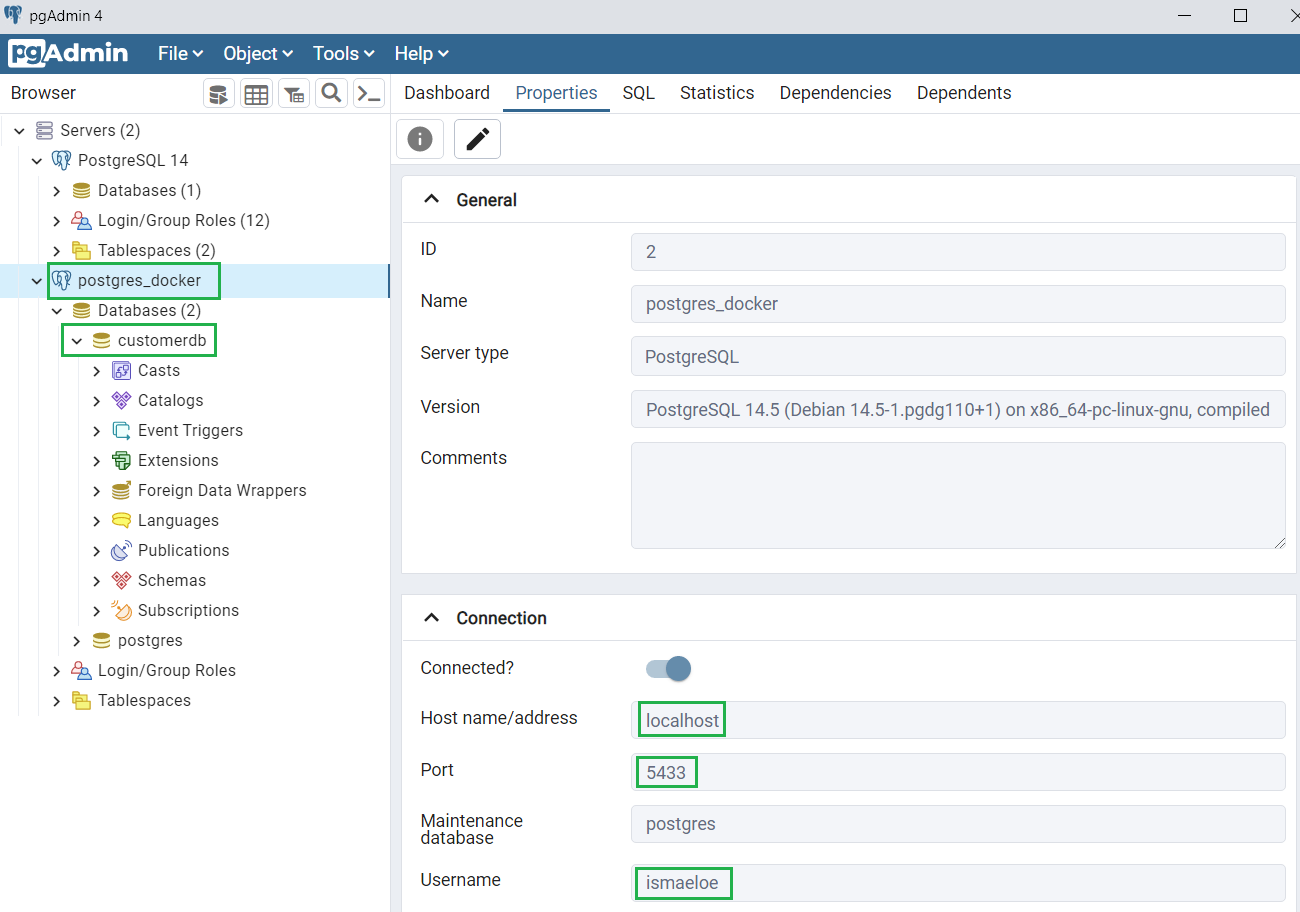 pgAdmin 4
pgAdmin File Object Tools Help
Browser
Dashboard Properties SQL Statistics Dependencies Dependents
Servers (2)
PostgreSQL 14
Databases (1)
Login/Group Roles (12)
Tablespaces (2)
postgres_docker
Databases (2)
customerdb
Casts
Catalogs
Event Triggers
Extensions
Foreign Data Wrappers
Languages
Publications
Schemas
Subscriptions
postgres
Login/Group Roles
Tablespaces
General
ID 2
Name postgres_docker
Server type PostgreSQL
Version PostgreSQL 14.5 (Debian 14.5-1.pgdg110+1) on x86_64-pc-linux-gnu, compiled
Comments
Connection
Connected?
Host name/address localhost
Port 5433
Maintenance
database postgres
Username ismaeloe